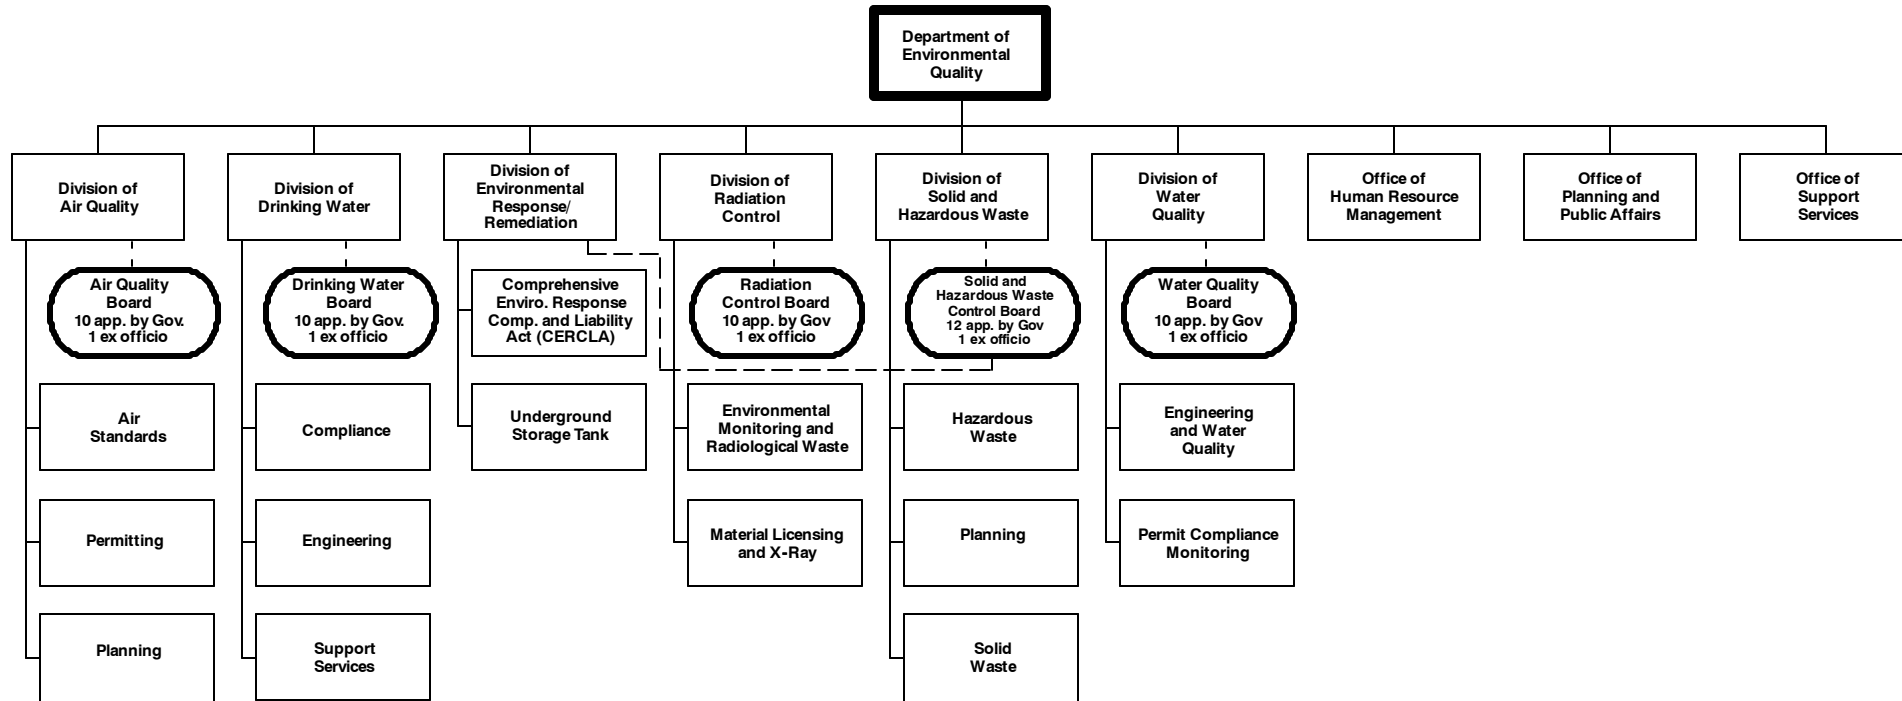 Department of
Environmental
Quality
Division of
Air Quality
Division of
Drinking Water
Division of
Environmental
Response/
Remediation
Division of
Radiation
Control
Division of
Solid and
Hazardous Waste
Division of
Water
Quality
Office of
Human Resource
Management
Office of
Planning and
Public Affairs
Office of
Support
Services
Air Quality
Board
10 app. by Gov.
1 ex officio
Drinking Water
Board
10 app. by Gov.
1 ex officio
Comprehensive
Enviro. Response
Comp. and Liability
Act (CERCLA)
Radiation
Control Board
10 app. by Gov
1 ex officio
Solid and
Hazardous Waste
Control Board
12 app. by Gov
1 ex officio
Water Quality
Board
10 app. by Gov
1 ex officio
Air
Standards
Compliance
Underground
Storage Tank
Environmental
Monitoring and
Radiological Waste
Hazardous
Waste
Engineering
and Water
Quality
Permitting
Engineering
Material Licensing
and X-Ray
Planning
Permit Compliance
Monitoring
Planning
Support
Services
Solid
Waste